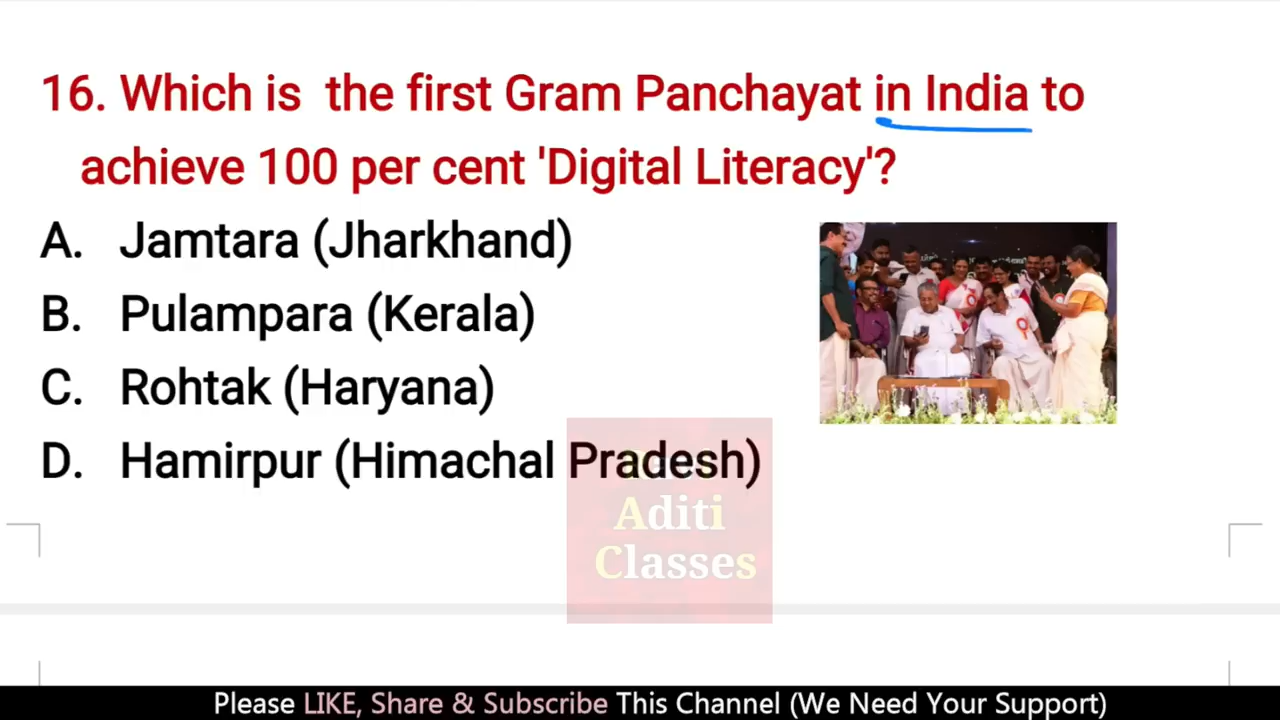 16. Which is the first Gram Panchayat in India to
achieve 100 per cent 'Digital Literacy'?
A. Jamtara (Jharkhand)
B. Pulampara (Kerala)
C. Rohtak (Haryana)
D. Hamirpur (Himachal Pradesh)
Aditi
Classes
Please LIKE, Share & Subscribe This Channel (We Need Your Support)